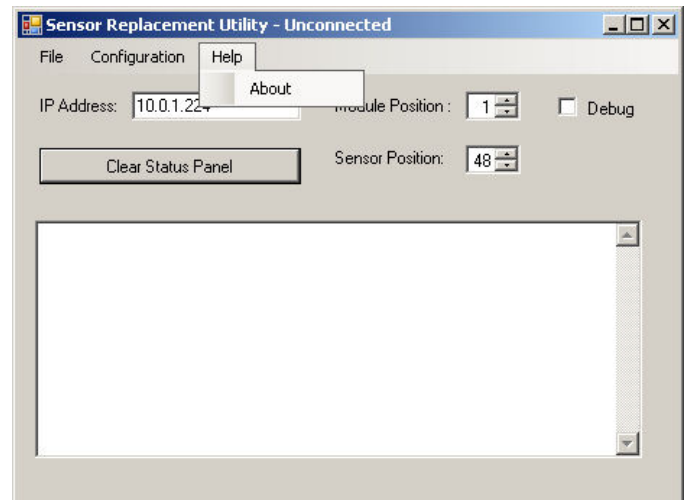 Sensor Replacement Utility - Unconnected
File Configuration Help
About
IP Address: 10.0.1.224 Module Position : 1 Debug
Clear Status Panel Sensor Position: 48